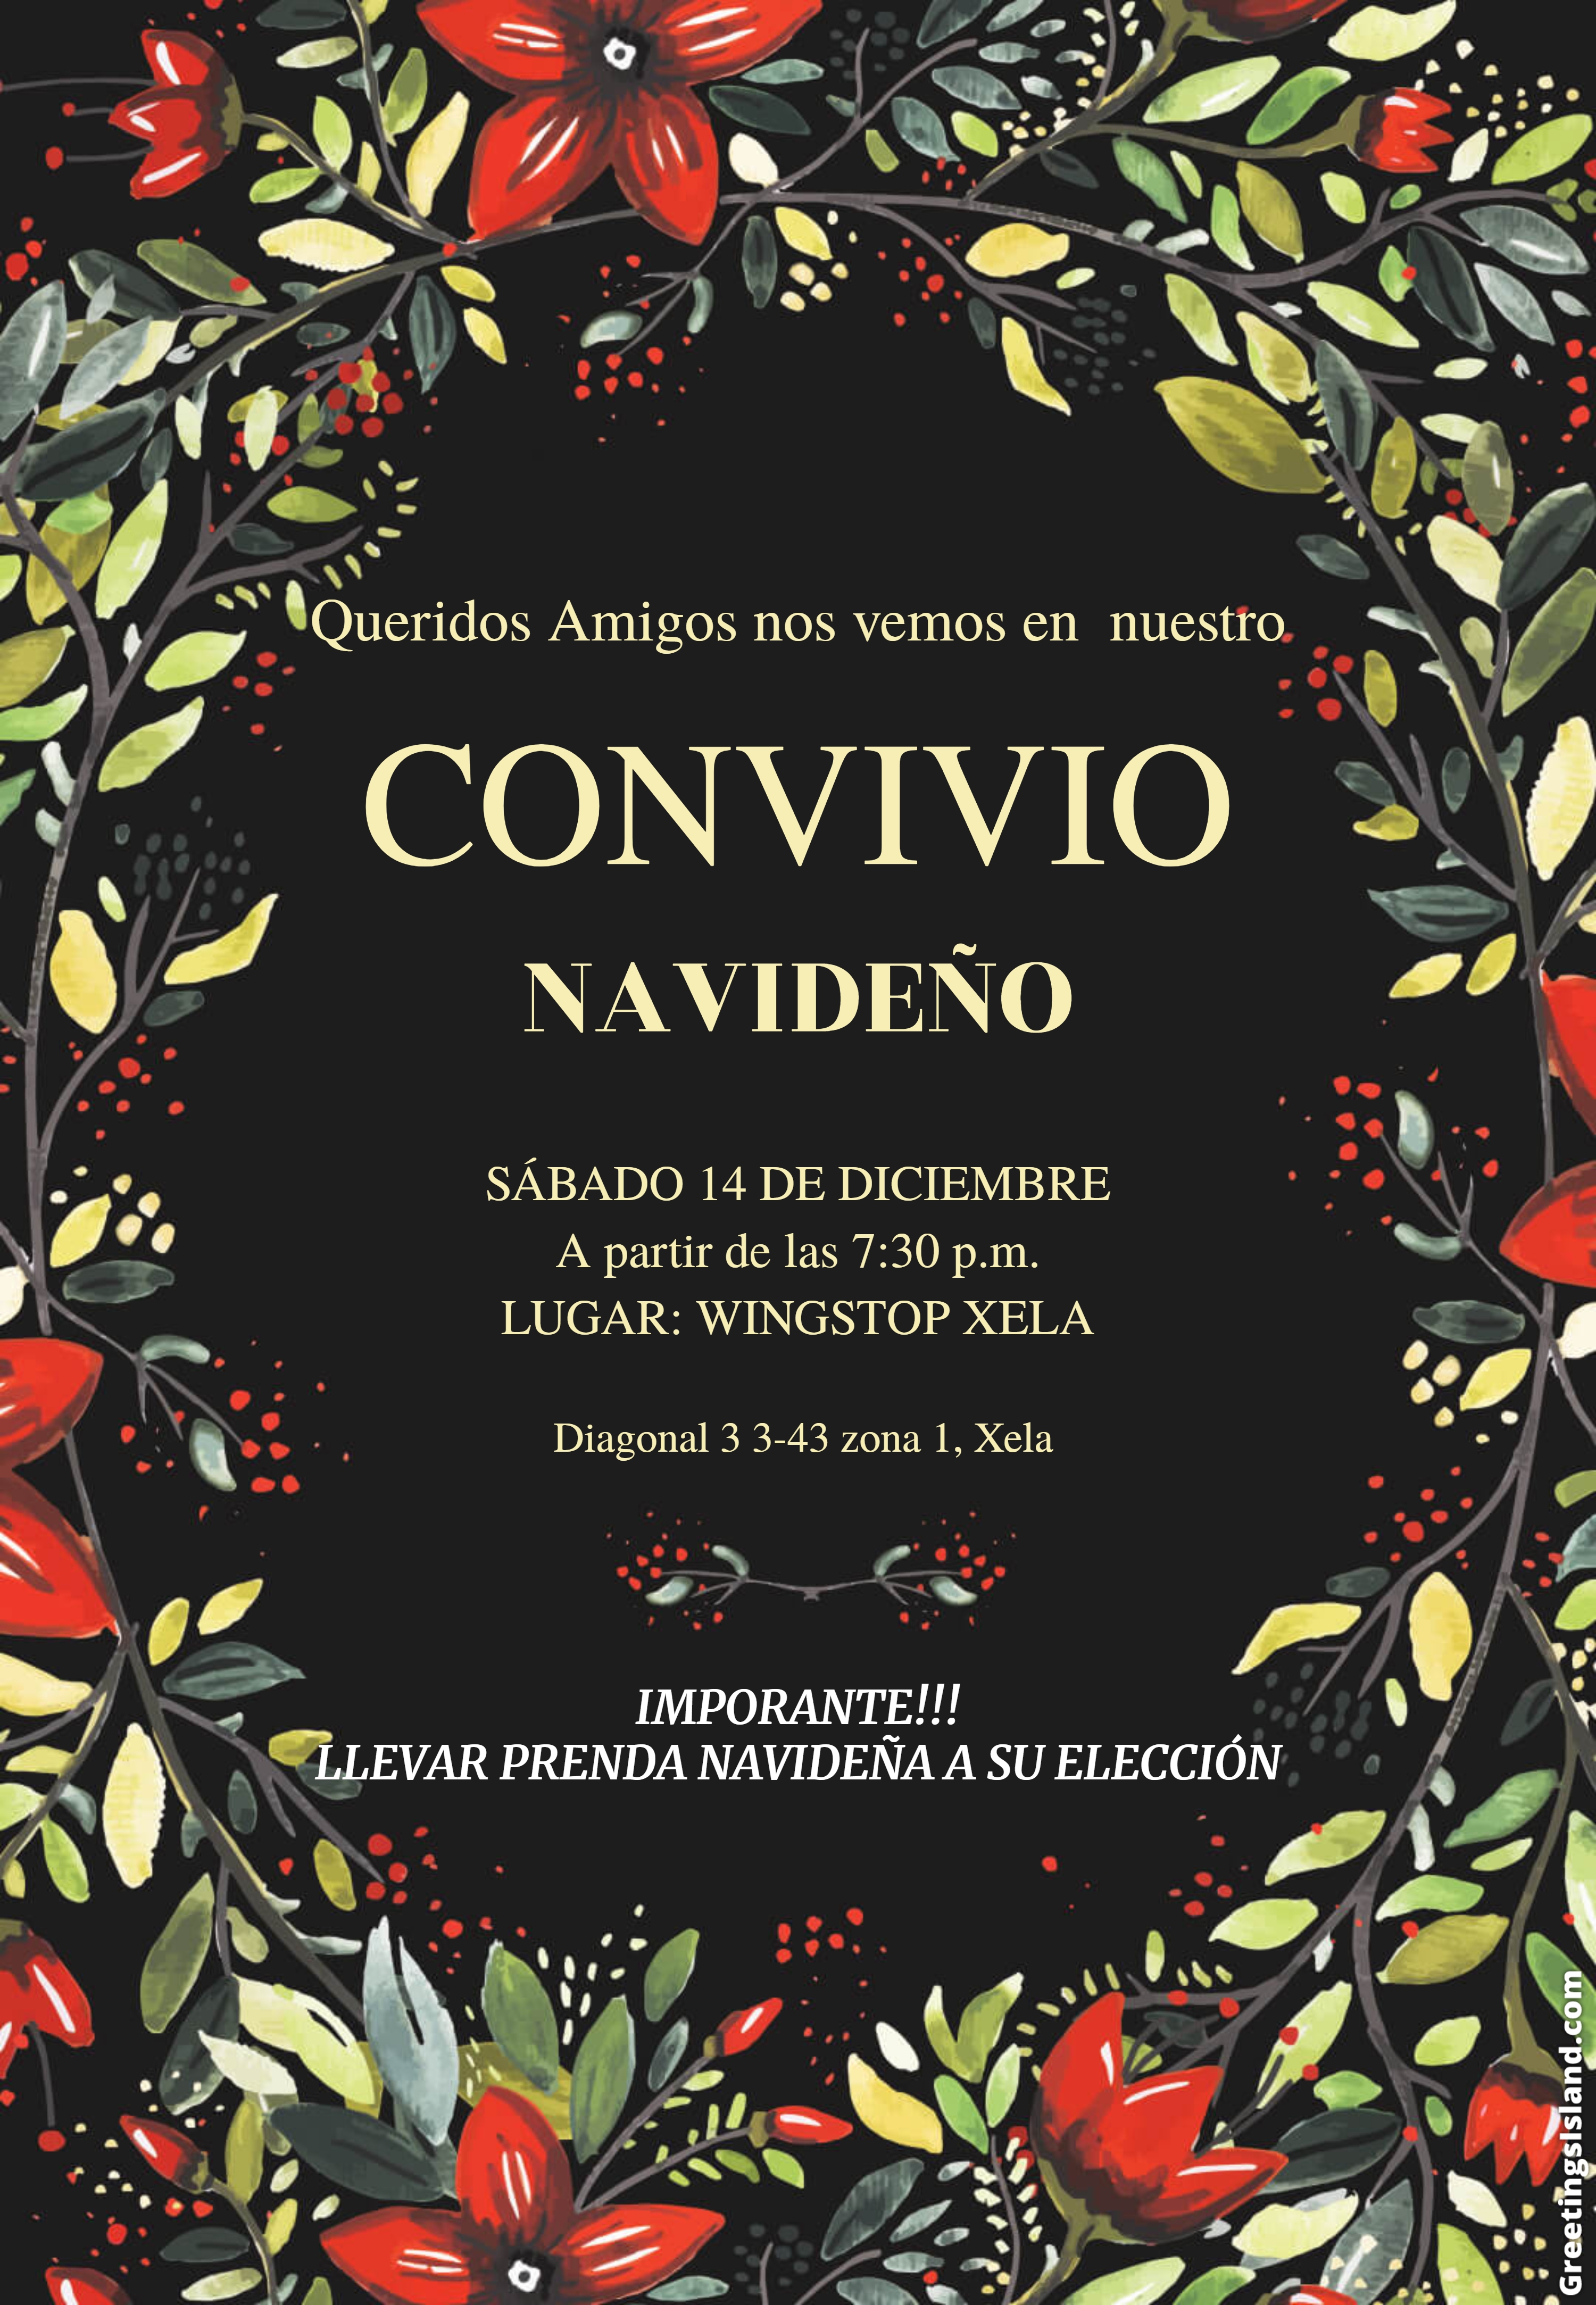 Queridos Amigos nos vemos en nuestro
CONVIVIO
NAVIDEÑO
SÁBADO 14 DE DICIEMBRE
A partir de las 7:30 p.m.
LUGAR: WINGSTOP XELA
Diagonal 3 3-43 zona 1, Xela
IMPORANTE!!!
LLEVAR PRENDA NAVIDEÑA A SU ELECCIÓN
GreetingsIsland.com